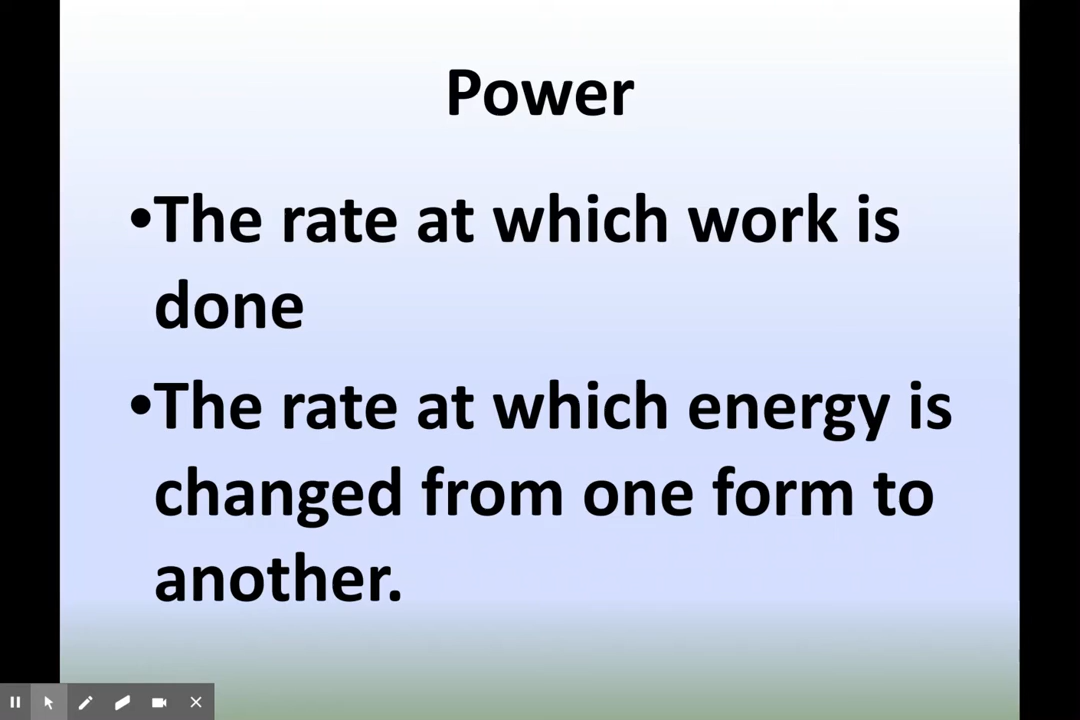 Power
•The rate at which work is
done
•The rate at which energy is
changed from one form to
another.